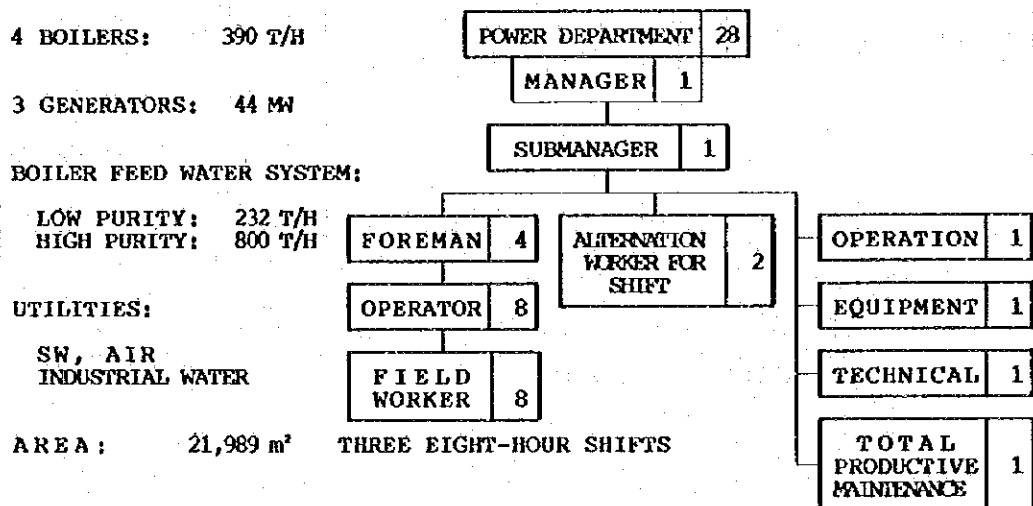 4 BOILERS: 390 T/H
3 GENERATORS: 44 MW
BOILER FEED WATER SYSTEM:
LOW PURITY: 232 T/H
HIGH PURITY: 800 T/H
UTILITIES:
SW, AIR
INDUSTRIAL WATER
AREA: 21,989 m²
POWER DEPARTMENT 28
MANAGER 1
SUBMANAGER 1
FOREMAN 4
OPERATOR 8
FIELD
WORKER 8
THREE EIGHT-HOUR SHIFTS
ALTERNATION
WORKER FOR 2
SHIFT
OPERATION 1
EQUIPMENT 1
TECHNICAL 1
TOTAL
PRODUCTIVE 1
MAINTENANCE